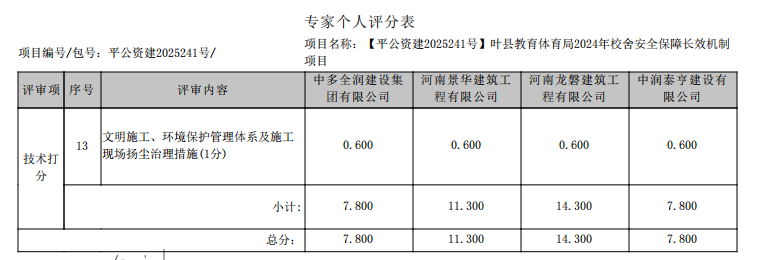 专家个人评分表
项目编号/包号: 平公资建2025241号/
项目名称: 【平公资建2025241号】叶县教育体育局2024年校舍安全保障长效机制
项目
评审项 序号 评审内容 中多全润建设集团有限公司 河南景华建筑工程有限公司 河南龙磐建筑工程有限公司 中润泰亨建设有限公司
技术打分 13 文明施工、环境保护管理体系及施工
现场扬尘治理措施(1分) 0.600 0.600 0.600 0.600
小计: 7.800 11.300 14.300 7.800
总分: 7.800 11.300 14.300 7.800